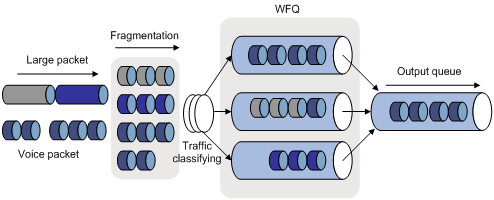 WFQ
Fragmentation
Large packet
Output queue
Voice packet
Traffic
classifying